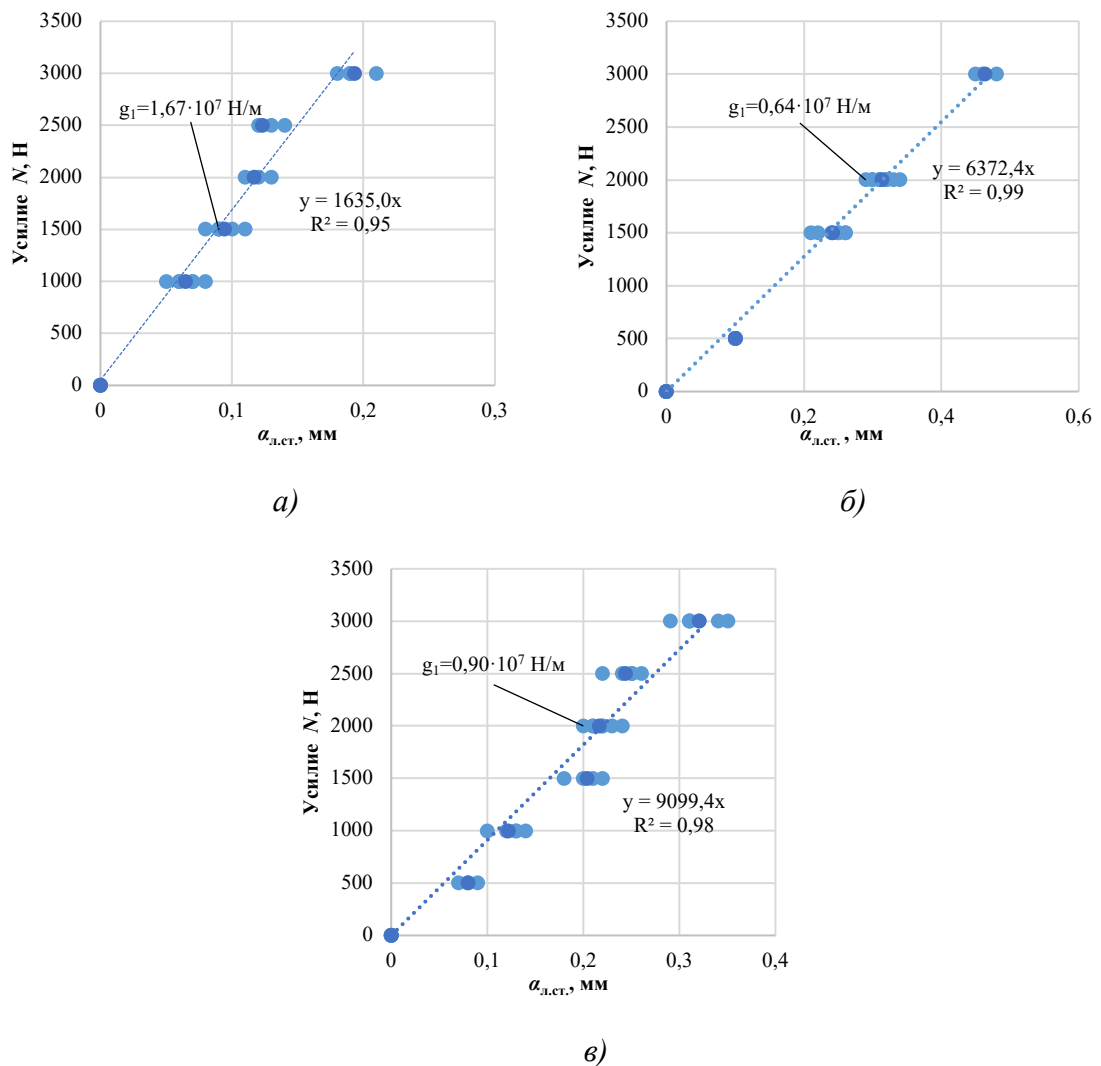 3500
3000
2500
2000
1500
1000
500
0
Усилие N, Н
g₁=1,67·10⁷ Н/м
y = 1635,0x
R² = 0,95
0
0,1
0,2
0,3
αл.ст., мм
а)
3500
3000
2500
2000
1500
1000
500
0
Усилие N, Н
g₁=0,64·10⁷ Н/м
y = 6372,4x
R² = 0,99
0
0,2
0,4
0,6
αл.ст. , мм
б)
3500
3000
2500
2000
1500
1000
500
0
Усилие N, Н
g₁=0,90·10⁷ Н/м
y = 9099,4x
R² = 0,98
0
0,1
0,2
0,3
0,4
αл.ст., мм
в)